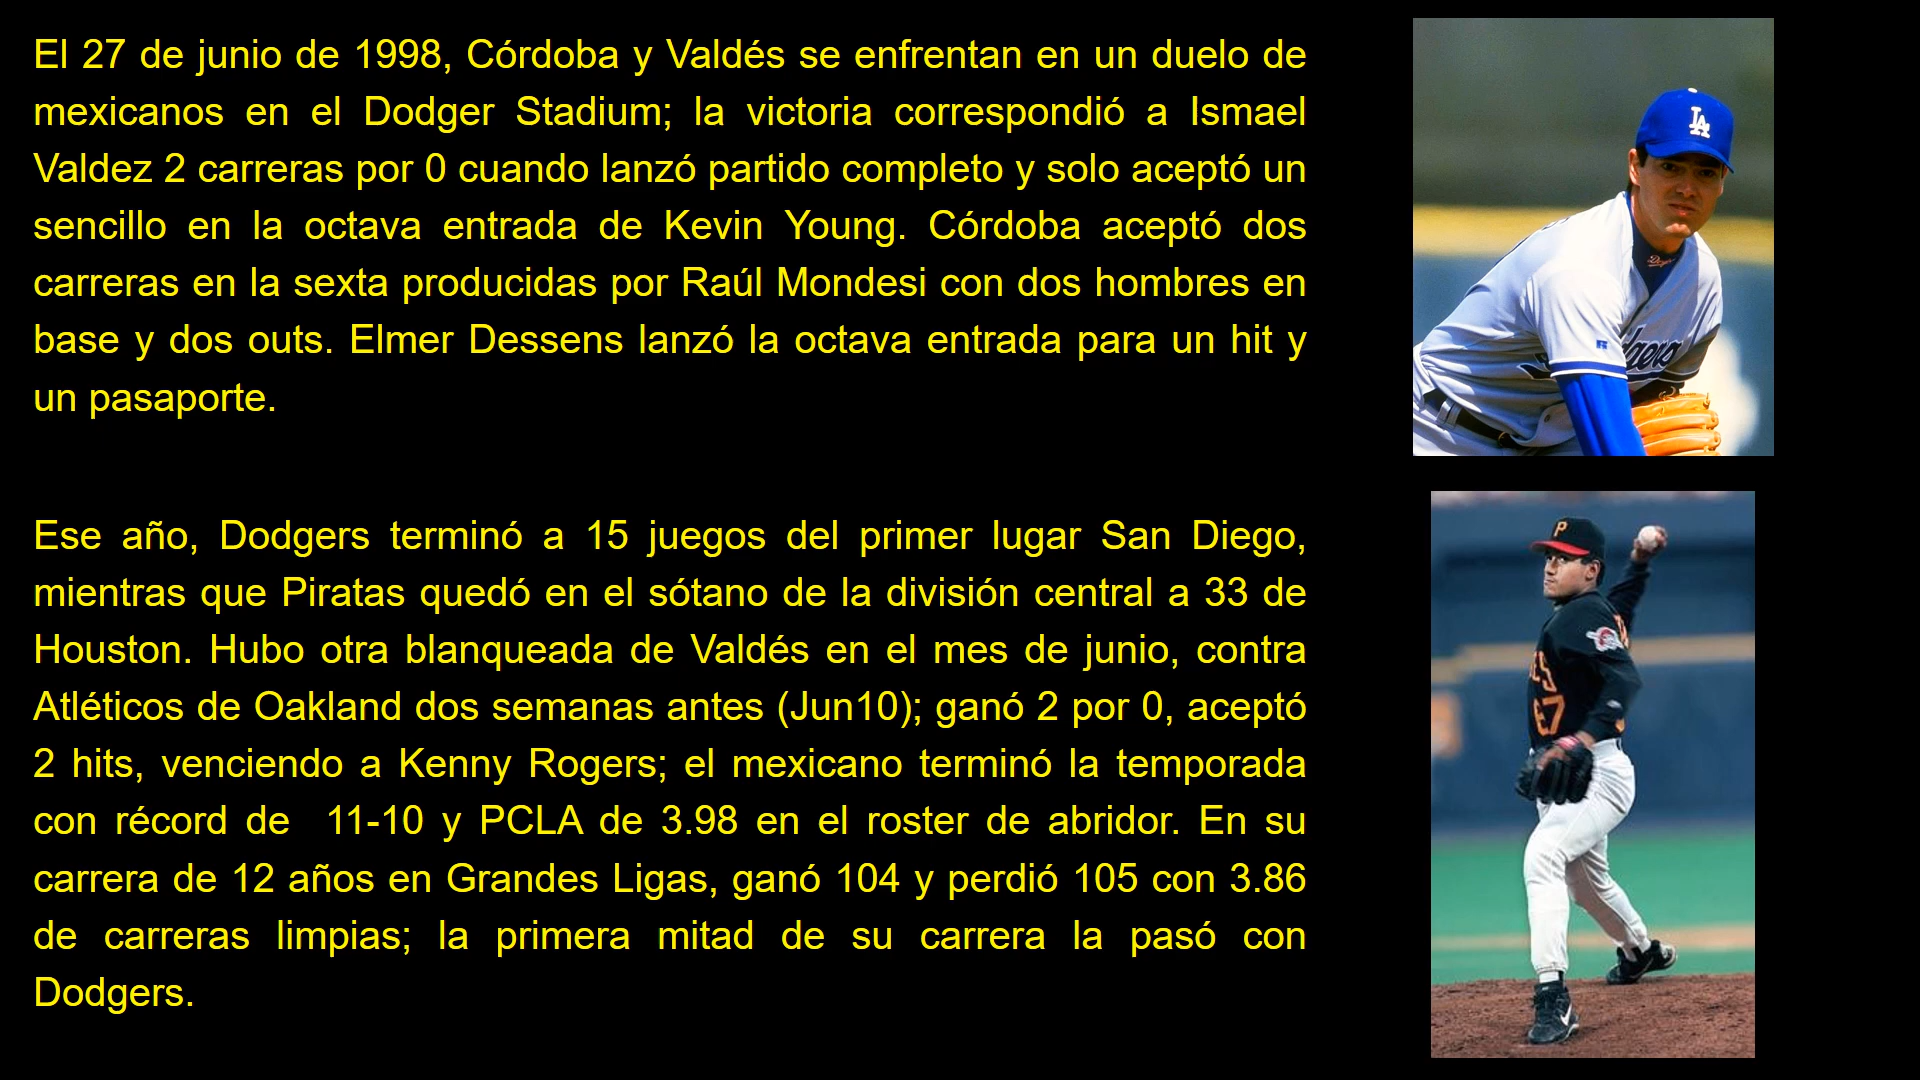 El 27 de junio de 1998, Córdoba y Valdés se enfrentan en un duelo de
mexicanos en el Dodger Stadium; la victoria correspondió a Ismael
Valdez 2 carreras por 0 cuando lanzó partido completo y solo aceptó un
sencillo en la octava entrada de Kevin Young. Córdoba aceptó dos
carreras en la sexta producidas por Raúl Mondesi con dos hombres en
base y dos outs. Elmer Dessens lanzó la octava entrada para un hit y
un pasaporte.
Ese año, Dodgers terminó a 15 juegos del primer lugar San Diego,
mientras que Piratas quedó en el sótano de la división central a 33 de
Houston. Hubo otra blanqueada de Valdés en el mes de junio, contra
Atléticos de Oakland dos semanas antes (Jun10); ganó 2 por 0, aceptó
2 hits, venciendo a Kenny Rogers; el mexicano terminó la temporada
con récord de  11-10 y PCLA de 3.98 en el roster de abridor. En su
carrera de 12 años en Grandes Ligas, ganó 104 y perdió 105 con 3.86
de carreras limpias; la primera mitad de su carrera la pasó con
Dodgers.
LA
P
67